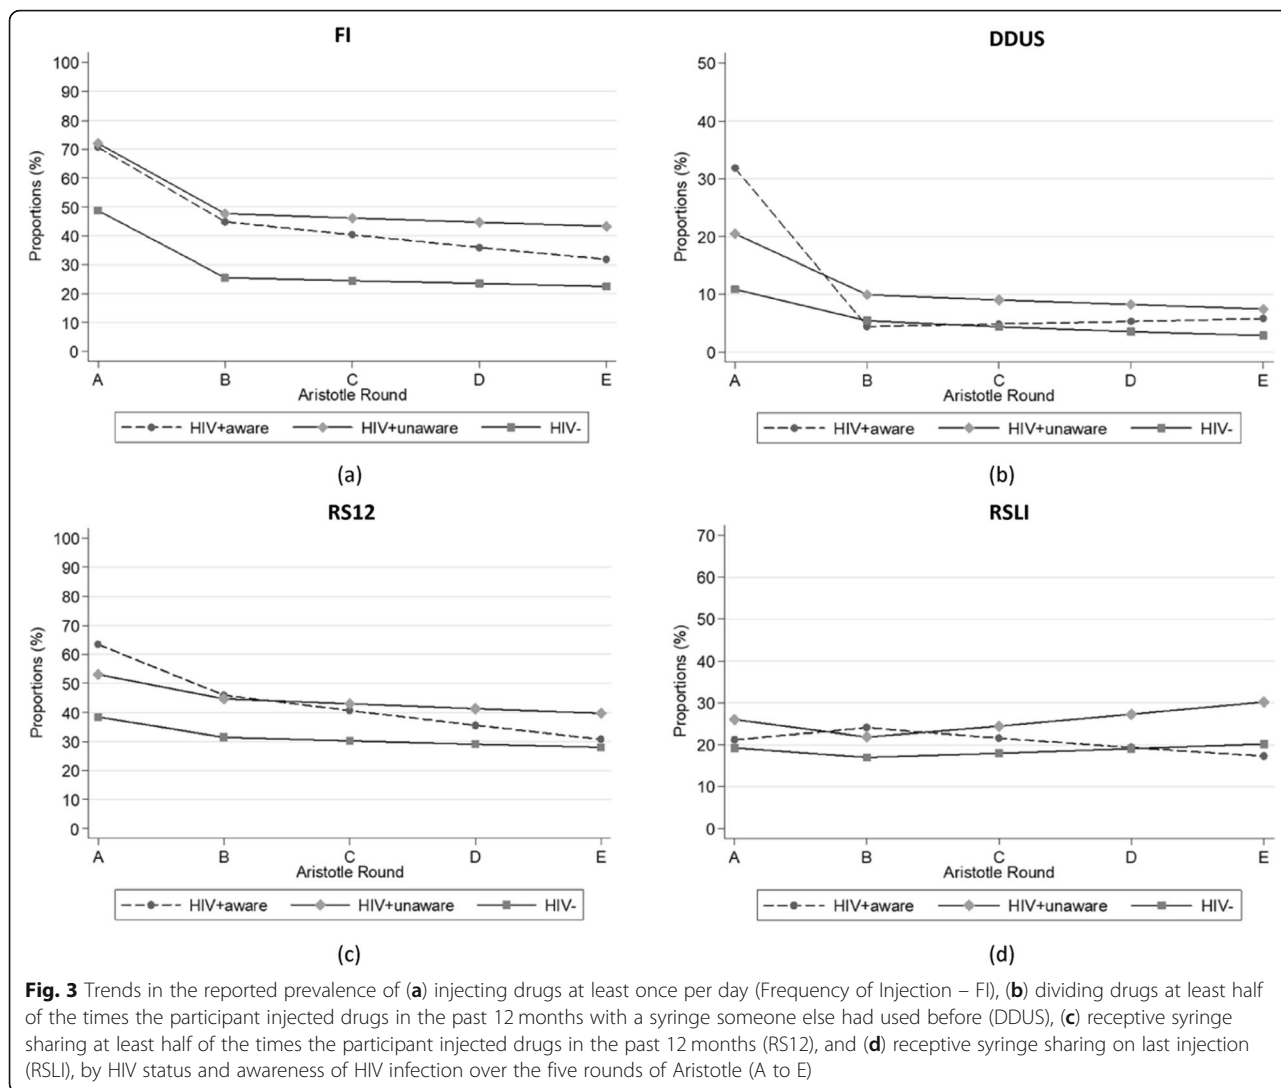 FI
100
90
80
70
60
50
40
30
20
10
0
Proportions (%)
A B C D E
Aristotle Round
HIV+aware HIV+unaware HIV-
(a)
DDUS
50
40
30
20
10
0
Proportions (%)
A B C D E
Aristotle Round
HIV+aware HIV+unaware HIV-
(b)
RS12
100
90
80
70
60
50
40
30
20
10
0
Proportions (%)
A B C D E
Aristotle Round
HIV+aware HIV+unaware HIV-
(c)
RSLI
70
60
50
40
30
20
10
0
Proportions (%)
A B C D E
Aristotle Round
HIV+aware HIV+unaware HIV-
(d)
Fig. 3 Trends in the reported prevalence of (a) injecting drugs at least once per day (Frequency of Injection – FI), (b) dividing drugs at least half
of the times the participant injected drugs in the past 12 months with a syringe someone else had used before (DDUS), (c) receptive syringe
sharing at least half of the times the participant injected drugs in the past 12 months (RS12), and (d) receptive syringe sharing on last injection
(RSLI), by HIV status and awareness of HIV infection over the five rounds of Aristotle (A to E)